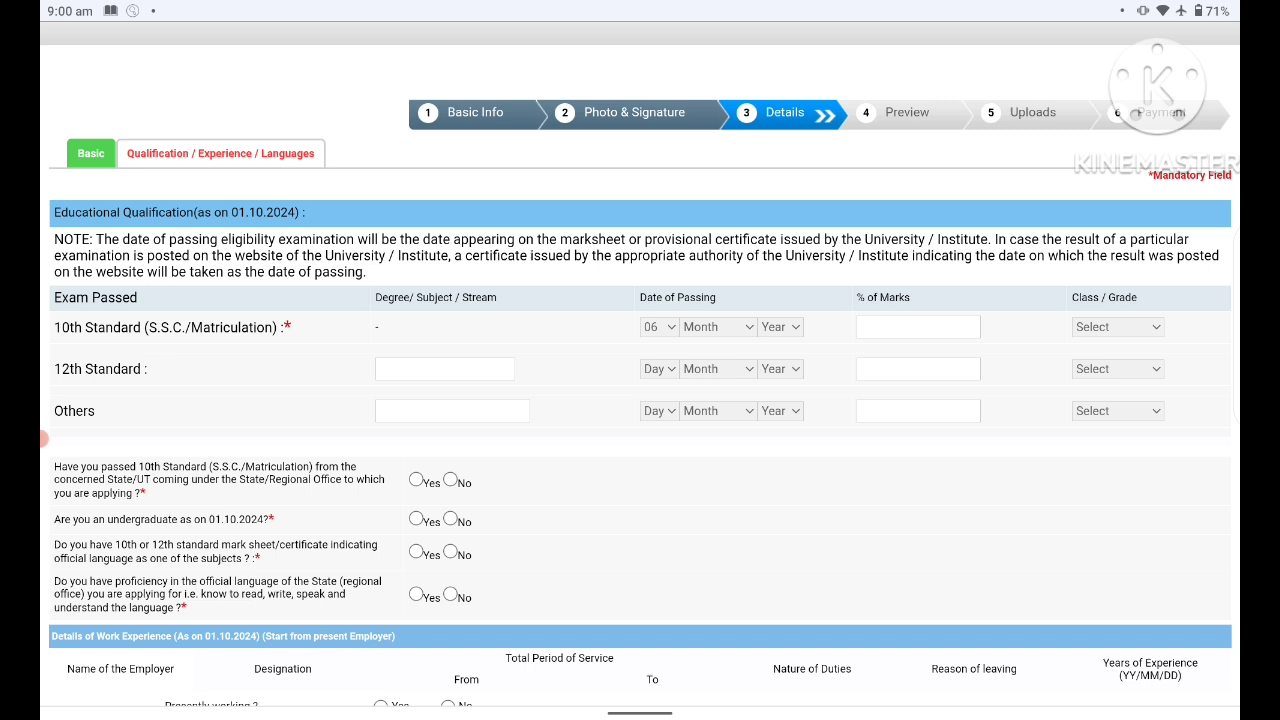 9:00 am
71%
1 Basic Info 2 Photo & Signature 3 Details 4 Preview 5 Uploads 6 Payment
K
KINEMASTER
Basic Qualification / Experience / Languages
*Mandatory Field
Educational Qualification(as on 01.10.2024) :
NOTE: The date of passing eligibility examination will be the date appearing on the marksheet or provisional certificate issued by the University / Institute. In case the result of a particular
examination is posted on the website of the University / Institute, a certificate issued by the appropriate authority of the University / Institute indicating the date on which the result was posted
on the website will be taken as the date of passing.
Exam Passed Degree/ Subject / Stream Date of Passing % of Marks Class / Grade
10th Standard (S.S.C./Matriculation) :* - 06 Month Year Select
12th Standard : Day Month Year Select
Others Day Month Year Select
Have you passed 10th Standard (S.S.C./Matriculation) from the
concerned State/UT coming under the State/Regional Office to which
you are applying ?*
Yes No
Are you an undergraduate as on 01.10.2024?* Yes No
Do you have 10th or 12th standard mark sheet/certificate indicating
official language as one of the subjects ? :*
Yes No
Do you have proficiency in the official language of the State (regional
office) you are applying for i.e. know to read, write, speak and
understand the language ?*
Yes No
Details of Work Experience (As on 01.10.2024) (Start from present Employer)
Name of the Employer Designation Total Period of Service Nature of Duties Reason of leaving Years of Experience
From To (YY/MM/DD)
Presently working ? Yes No